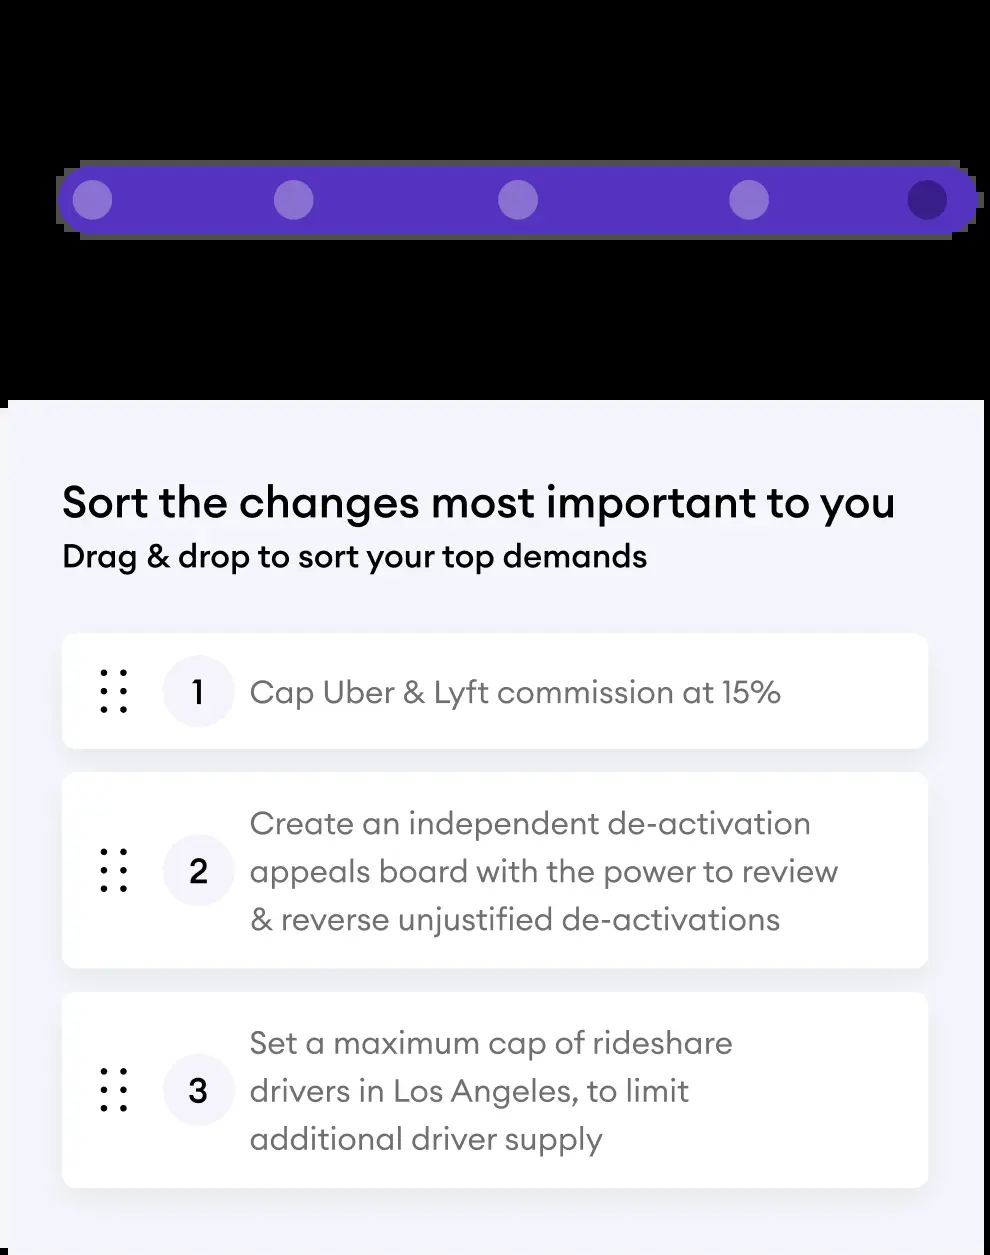 Sort the changes most important to you
Drag & drop to sort your top demands
1 Cap Uber & Lyft commission at 15%
Create an independent de-activation
2 appeals board with the power to review
& reverse unjustified de-activations
Set a maximum cap of rideshare
3 drivers in Los Angeles, to limit
additional driver supply